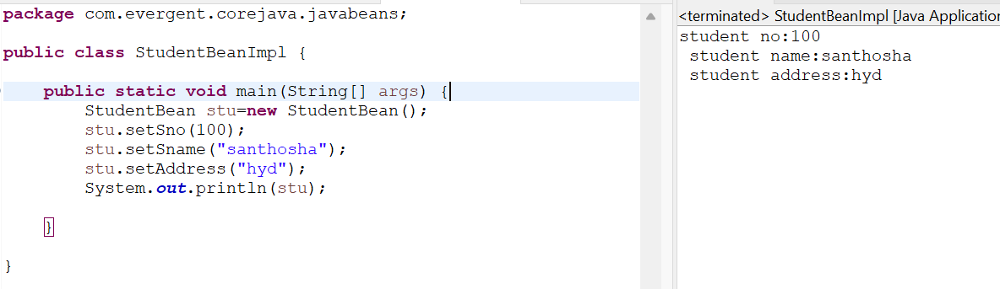 package com.evergent.corejava.javabeans;
public class StudentBeanImpl {
public static void main(String[] args) {
StudentBean stu=new StudentBean();
stu.setSno(100);
stu.setSname("santhosha");
stu.setAddress("hyd");
System.out.println(stu);
}
}
<terminated> StudentBeanImpl [Java Application
student no:100
student name:santhosha
student address:hyd